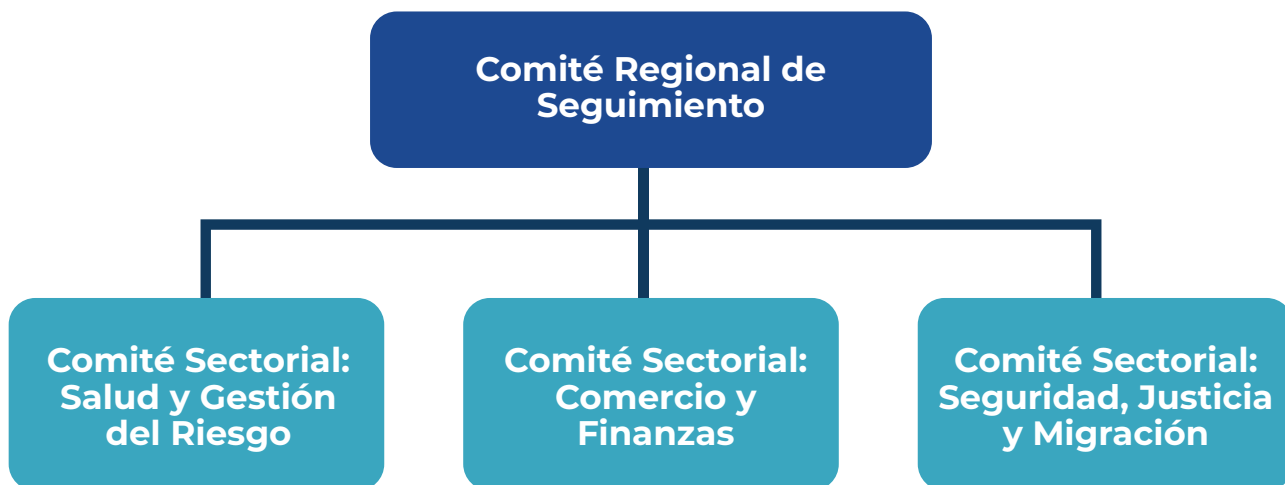 Comité Regional de
Seguimiento
Comité Sectorial:
Salud y Gestión
del Riesgo
Comité Sectorial:
Comercio y
Finanzas
Comité Sectorial:
Seguridad, Justicia
y Migración